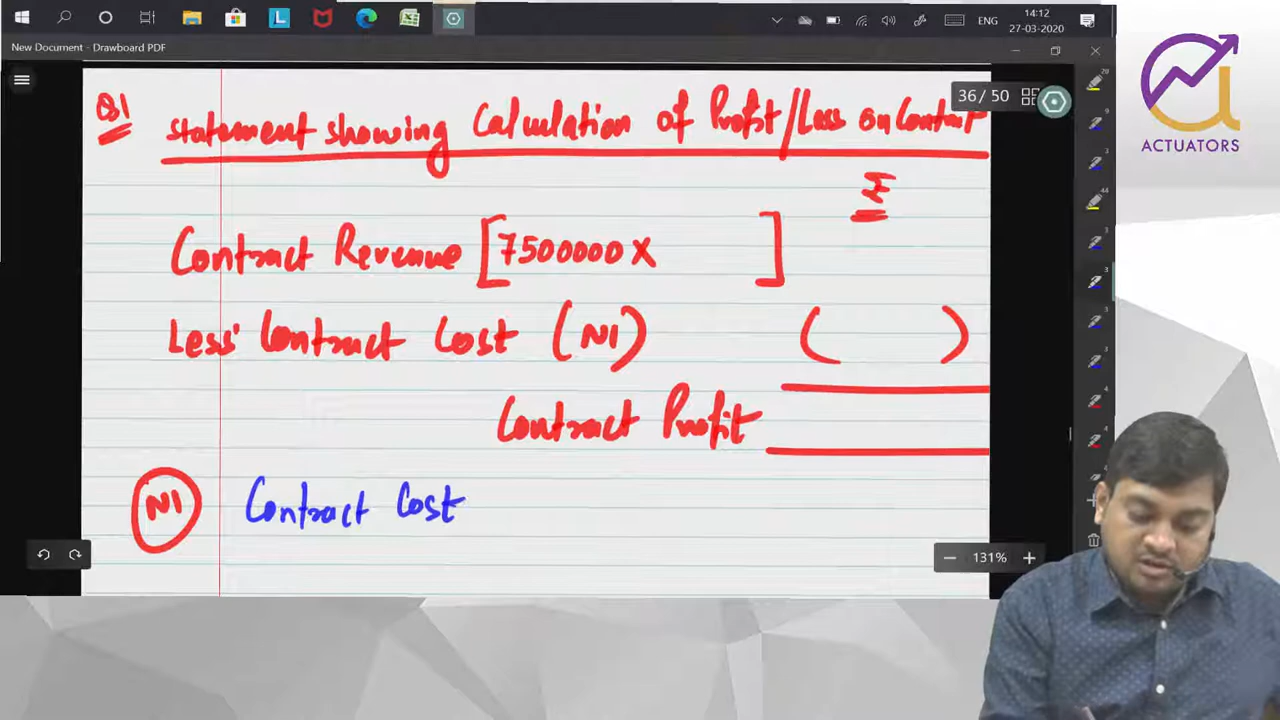 14:12
ENG
27-03-2020
New Document - Drawboard PDF
36 / 50
ACTUATORS
Q1 Statement showing Calculation of Profit/Loss on Contract
₹
Contract Revenue [7500000 X ]
Less: Contract Cost (N1) ( )
Contract Profit
N1 Contract Cost
131%